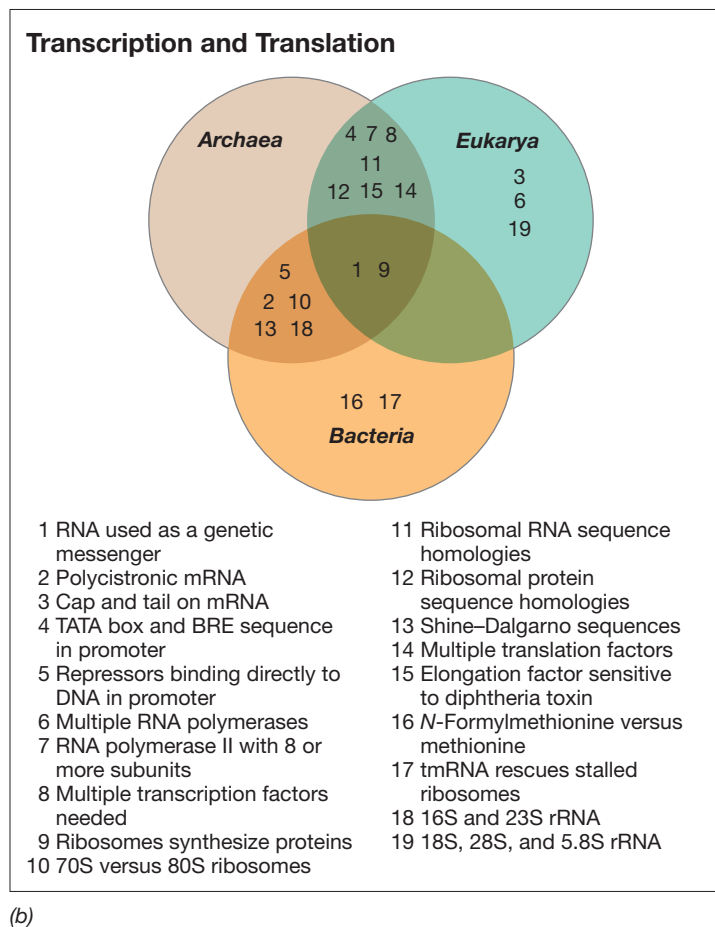 Transcription and Translation
Archaea
Eukarya
4 7 8
11
12 15 14
3
6
19
5
2 10
13 18
1 9
16 17
Bacteria
1 RNA used as a genetic
messenger
2 Polycistronic mRNA
3 Cap and tail on mRNA
4 TATA box and BRE sequence
in promoter
5 Repressors binding directly to
DNA in promoter
6 Multiple RNA polymerases
7 RNA polymerase II with 8 or
more subunits
8 Multiple transcription factors
needed
9 Ribosomes synthesize proteins
10 70S versus 80S ribosomes
11 Ribosomal RNA sequence
homologies
12 Ribosomal protein
sequence homologies
13 Shine–Dalgarno sequences
14 Multiple translation factors
15 Elongation factor sensitive
to diphtheria toxin
16 N-Formylmethionine versus
methionine
17 tmRNA rescues stalled
ribosomes
18 16S and 23S rRNA
19 18S, 28S, and 5.8S rRNA
(b)